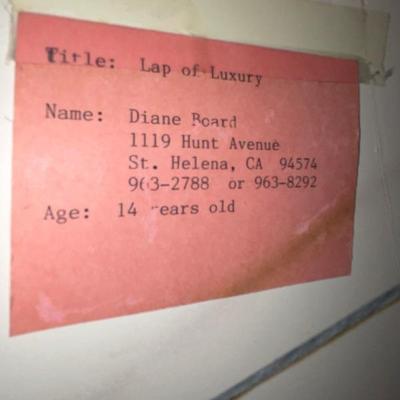 Title: Lap of Luxury
Name: Diane Board
1119 Hunt Avenue
St. Helena, CA 94574
963-2788 or 963-8292
Age: 14 years old